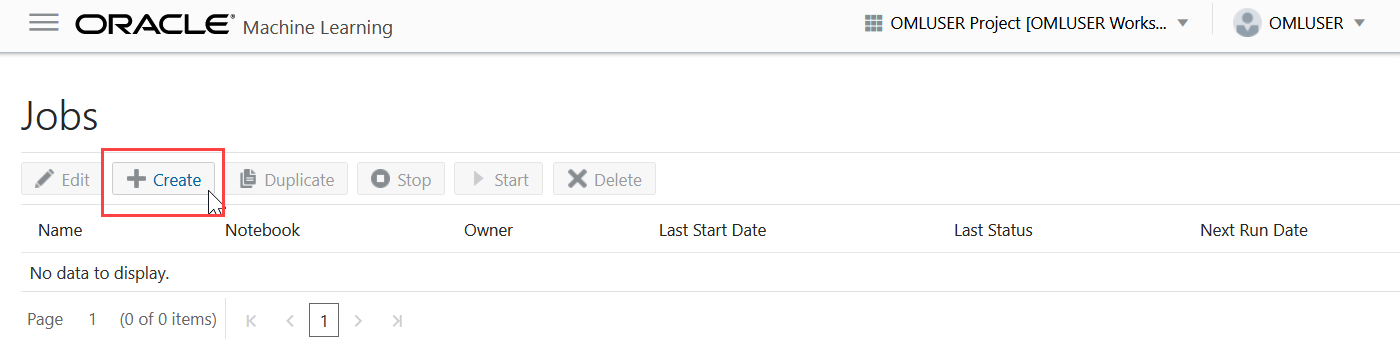 ORACLE® Machine Learning OMLUSER Project [OMLUSER Works... OMLUSER
Jobs
Edit Create Duplicate Stop Start Delete
Name Notebook Owner Last Start Date Last Status Next Run Date
No data to display.
Page 1 (0 of 0 items) 1